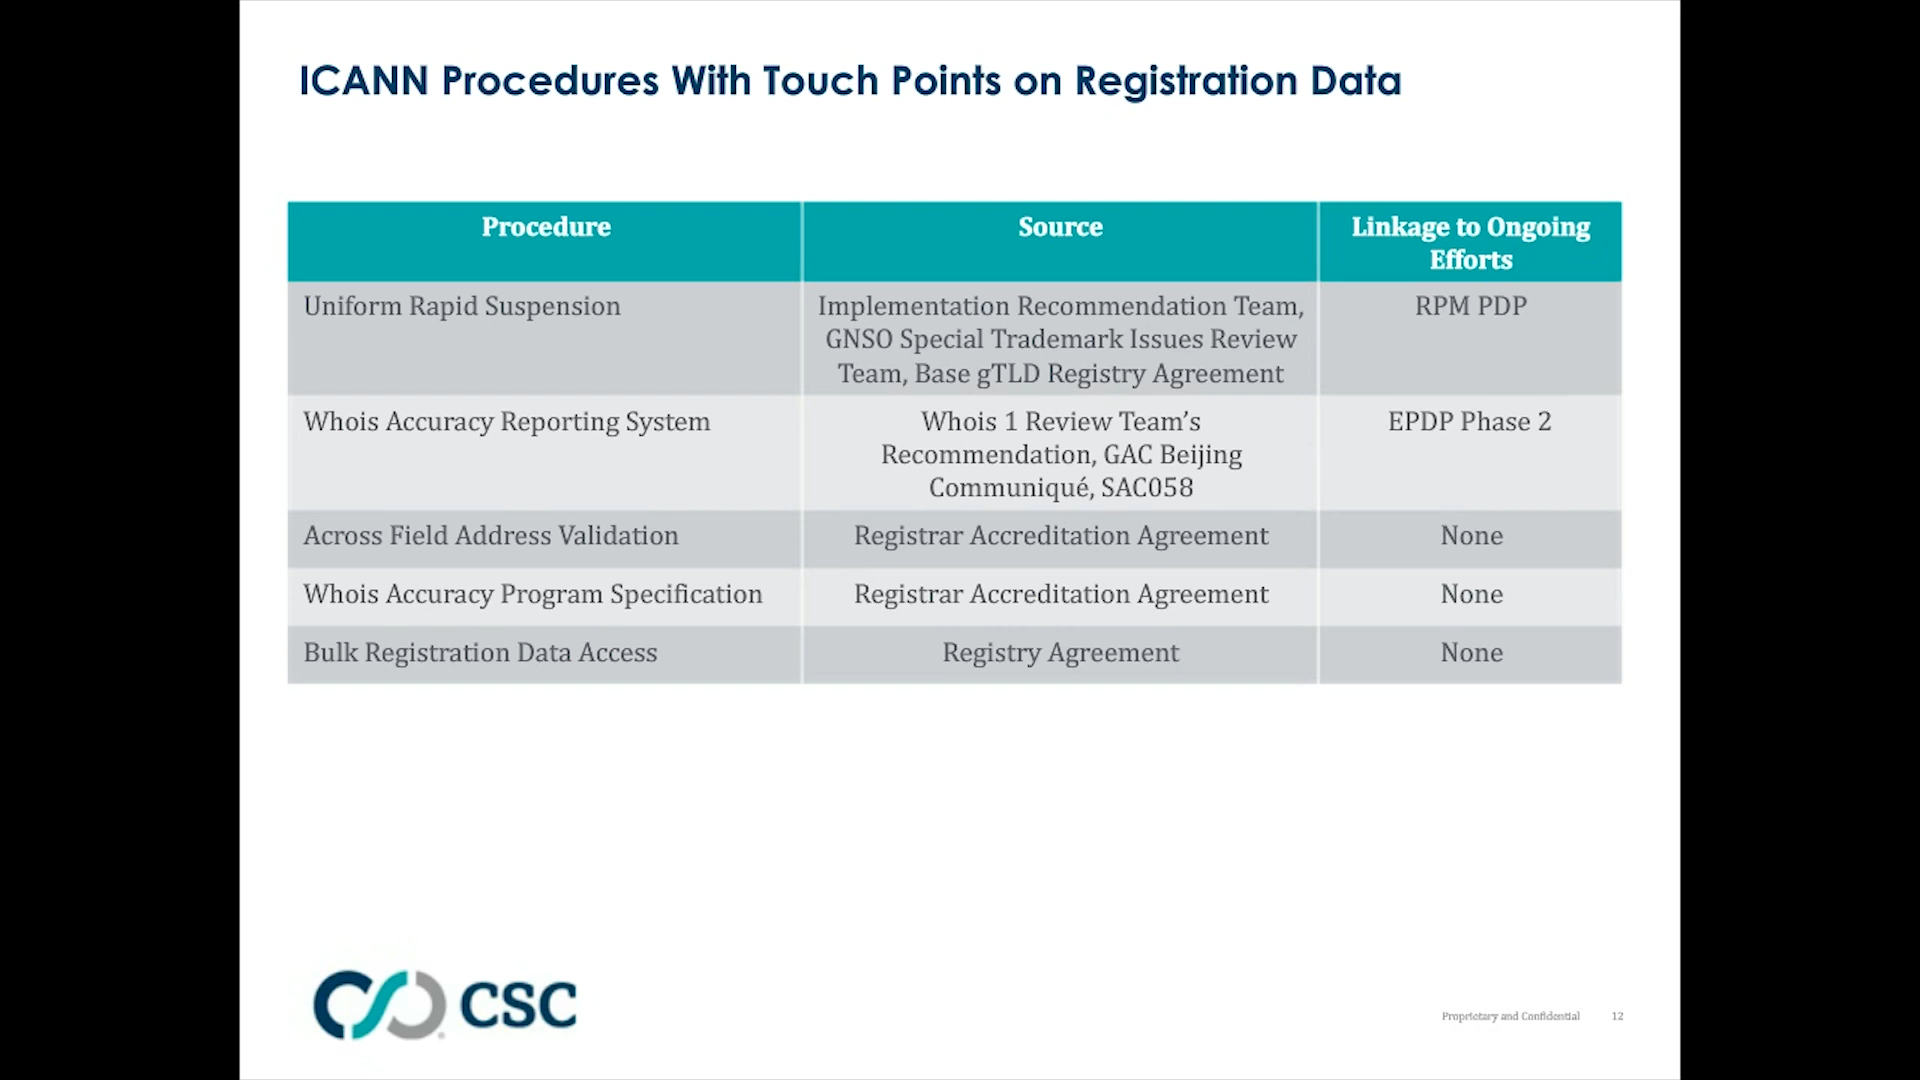 ICANN Procedures With Touch Points on Registration Data
Procedure
Source
Linkage to Ongoing
Efforts
Uniform Rapid Suspension
Implementation Recommendation Team,
GNSO Special Trademark Issues Review
Team, Base gTLD Registry Agreement
RPM PDP
Whois Accuracy Reporting System
Whois 1 Review Team’s
Recommendation, GAC Beijing
Communiqué, SAC058
EPDP Phase 2
Across Field Address Validation
Registrar Accreditation Agreement
None
Whois Accuracy Program Specification
Registrar Accreditation Agreement
None
Bulk Registration Data Access
Registry Agreement
None
CSC
Proprietary and Confidential
12